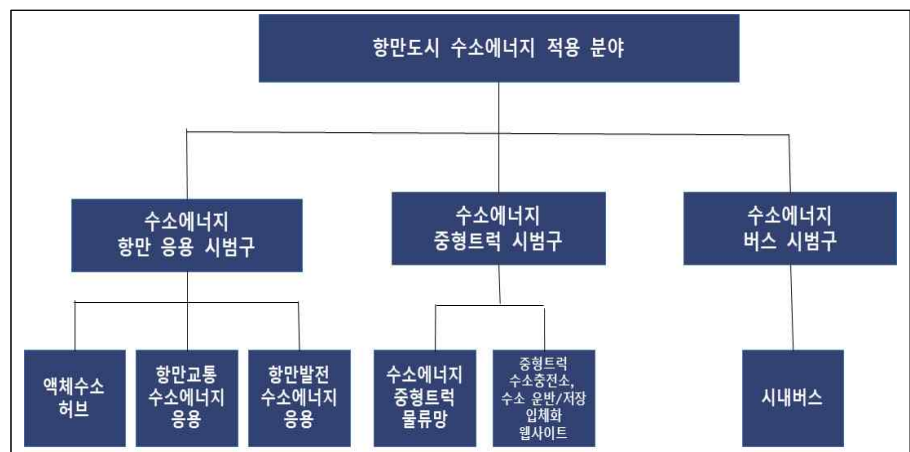 항만도시 수소에너지 적용 분야
수소에너지
항만 응용 시범구
수소에너지
중형트럭 시범구
수소에너지
버스 시범구
액체수소
허브
항만교통
수소에너지
응용
항만발전
수소에너지
응용
수소에너지
중형트럭
물류망
중형트럭
수소충전소,
수소 운반/저장
입체화
웹사이트
시내버스